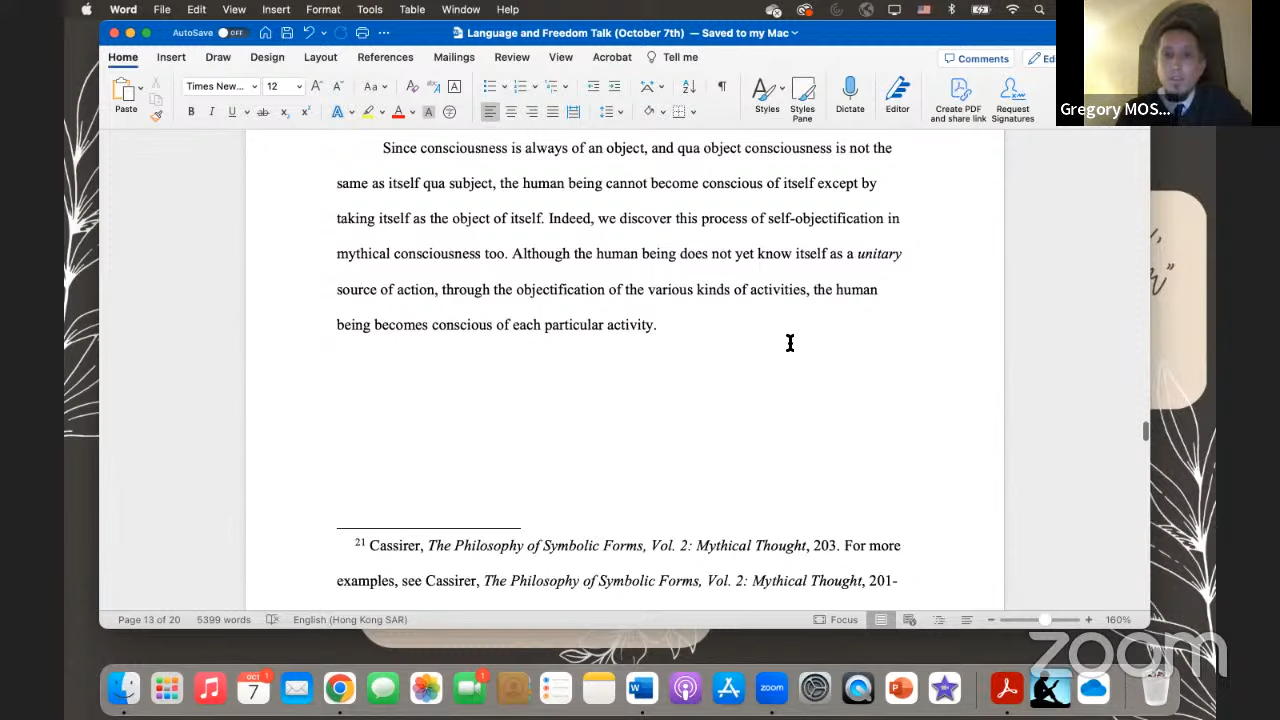 Word File Edit View Insert Format Tools Table Window Help
AutoSave OFF Language and Freedom Talk (October 7th) — Saved to my Mac
Home Insert Draw Design Layout References Mailings Review View Acrobat Tell me Comments
Times New... 12 Aa
Paste Styles Styles Pane Dictate Editor Create PDF and share link Request Signatures
Gregory MOS...
Since consciousness is always of an object, and qua object consciousness is not the
same as itself qua subject, the human being cannot become conscious of itself except by
taking itself as the object of itself. Indeed, we discover this process of self-objectification in
mythical consciousness too. Although the human being does not yet know itself as a unitary
source of action, through the objectification of the various kinds of activities, the human
being becomes conscious of each particular activity.
21 Cassirer, The Philosophy of Symbolic Forms, Vol. 2: Mythical Thought, 203. For more
examples, see Cassirer, The Philosophy of Symbolic Forms, Vol. 2: Mythical Thought, 201-
Page 13 of 20 5399 words English (Hong Kong SAR) Focus 160%
zoom
OCT 7 1 1 zoom